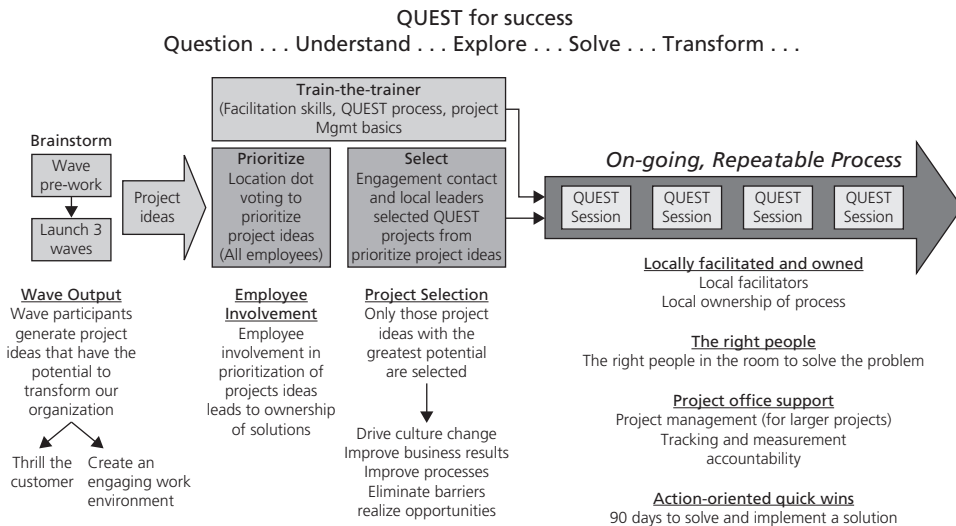 QUEST for success
Question . . . Understand . . . Explore . . . Solve . . . Transform . . .
Train-the-trainer
(Facilitation skills, QUEST process, project
Mgmt basics
Brainstorm
Wave
pre-work
Launch 3
waves
Project
ideas
Prioritize
Location dot
voting to
prioritize
project ideas
(All employees)
Select
Engagement contact
and local leaders
selected QUEST
projects from
prioritize project ideas
On-going, Repeatable Process
QUEST
Session
QUEST
Session
QUEST
Session
QUEST
Session
Wave Output
Wave participants
generate project
ideas that have the
potential to
transform our
organization
Thrill the
customer
Create an
engaging work
environment
Employee
Involvement
Employee
involvement in
prioritization of
projects ideas
leads to ownership
of solutions
Project Selection
Only those project
ideas with the
greatest potential
are selected
Drive culture change
Improve business results
Improve processes
Eliminate barriers
realize opportunities
Locally facilitated and owned
Local facilitators
Local ownership of process
The right people
The right people in the room to solve the problem
Project office support
Project management (for larger projects)
Tracking and measurement
accountability
Action-oriented quick wins
90 days to solve and implement a solution